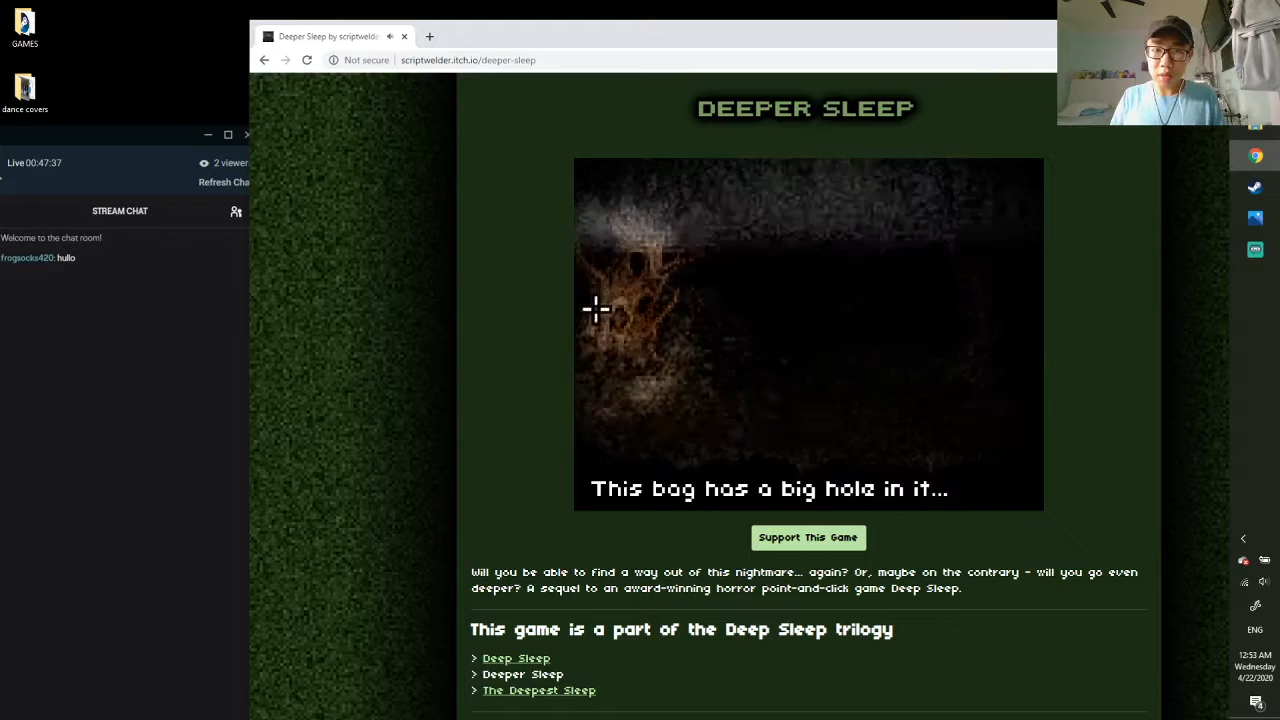 GAMES
dance covers
Live 00:47:37
2 viewer
Refresh Cha
STREAM CHAT
Welcome to the chat room!
frogsocks420: hullo
Deeper Sleep by scriptwelde
Not secure
scriptwelder.itch.io/deeper-sleep
DEEPER SLEEP
This bag has a big hole in it...
Support This Game
Will you be able to find a way out of this nightmare... again? Or, maybe on the contrary - will you go even
deeper? A sequel to an award-winning horror point-and-click game Deep Sleep.
This game is a part of the Deep Sleep trilogy
> Deep Sleep
> Deeper Sleep
> The Deepest Sleep
ENG
12:53 AM
Wednesday
4/22/2020
4